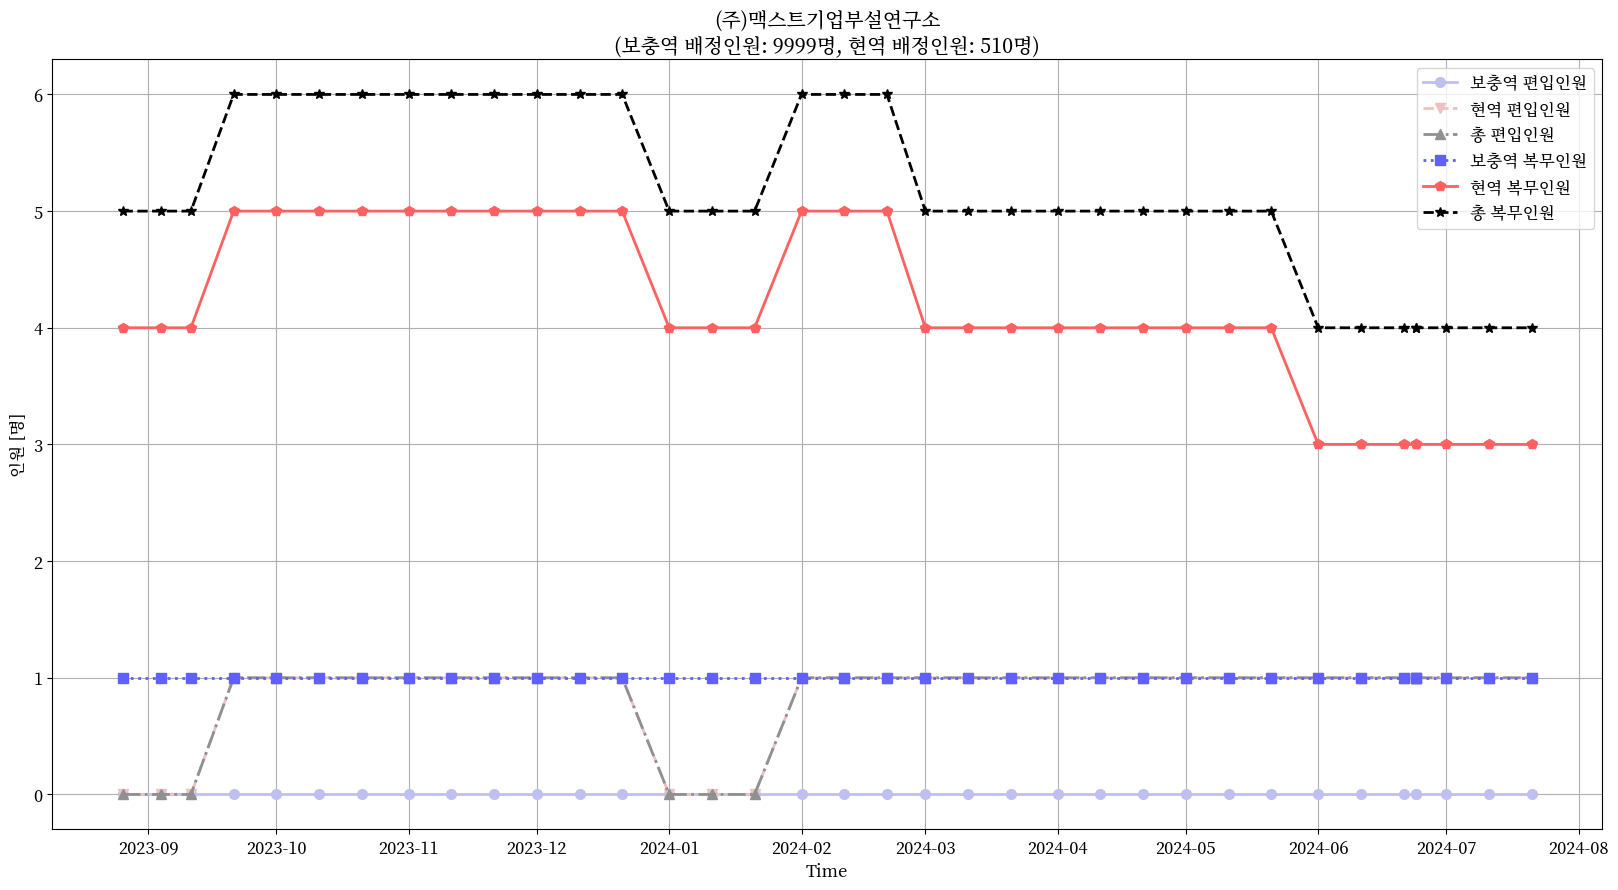 (주)맥스트기업부설연구소
(보충역 배정인원: 9999명, 현역 배정인원: 510명)
보충역 편입인원
현역 편입인원
총 편입인원
보충역 복무인원
현역 복무인원
총 복무인원
인원 [명]
6
5
4
3
2
1
0
2023-09 2023-10 2023-11 2023-12 2024-01 2024-02 2024-03 2024-04 2024-05 2024-06 2024-07 2024-08
Time